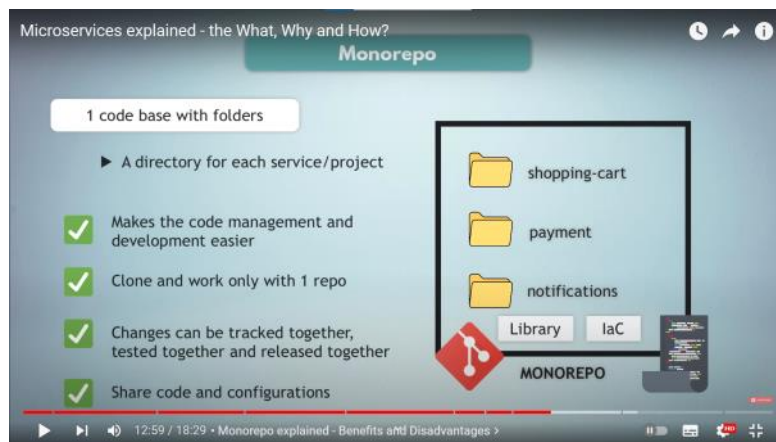 Microservices explained - the What, Why and How?
Monorepo
1 code base with folders
A directory for each service/project
Makes the code management and
development easier
Clone and work only with 1 repo
Changes can be tracked together,
tested together and released together
Share code and configurations
shopping-cart
payment
notifications
Library
IaC
MONOREPO
12:59 / 18:29 • Monorepo explained - Benefits and Disadvantages >
HD